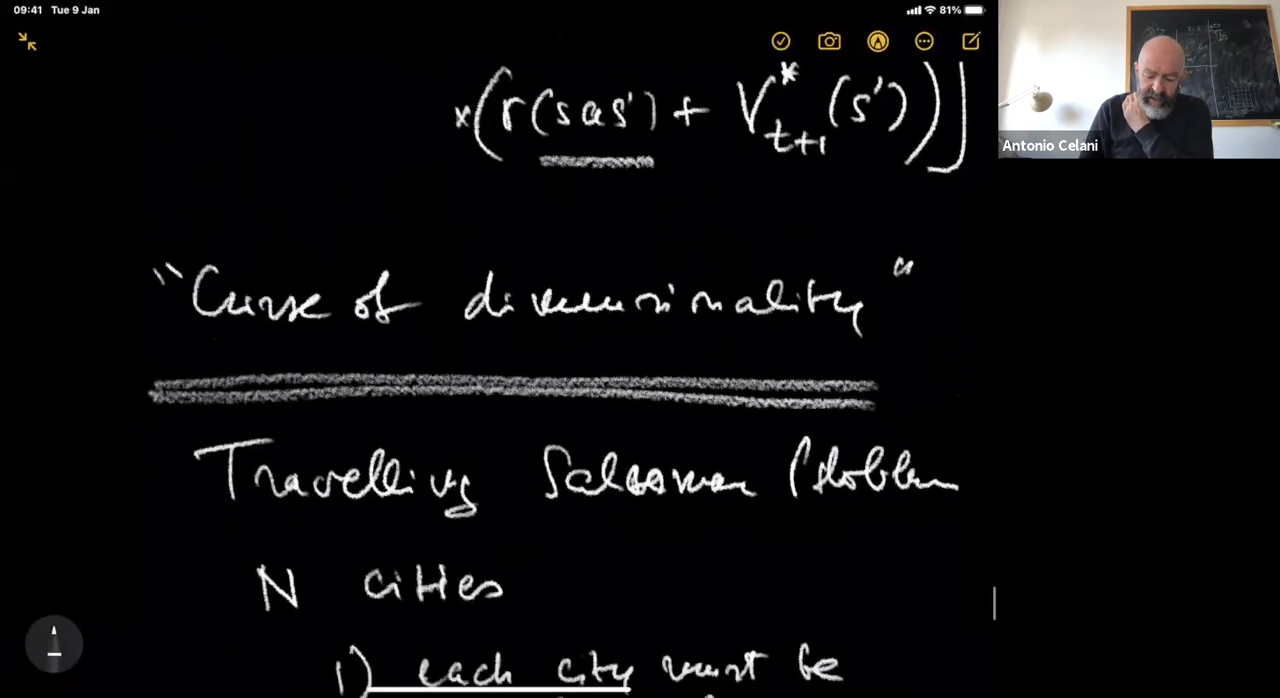 09:41 Tue 9 Jan 81%
*(r(sas') + V*t+1(s'))]
"Curse of dimensionality"
Travelling Salesman Problem
N cities
1) each city must be
Antonio Celani